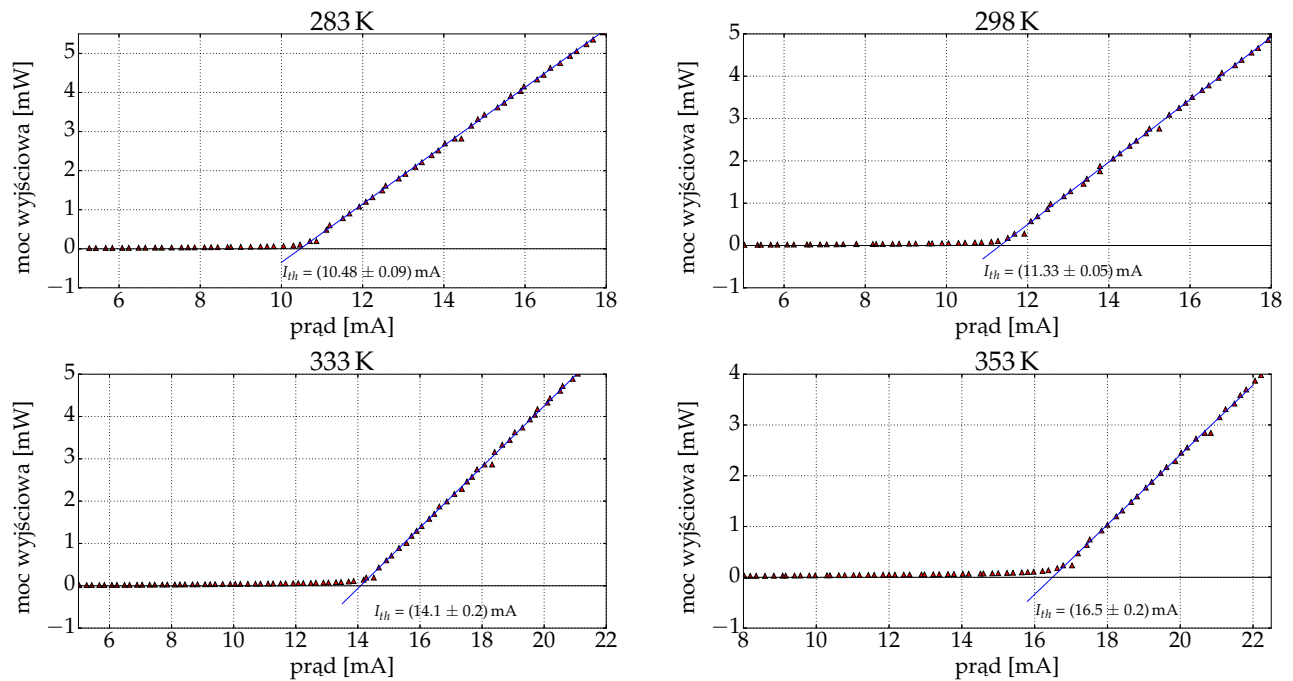 283 K
5
4
3
2
1
0
−1
moc wyjściowa [mW]
I_th = (10.48 ± 0.09) mA
6 8 10 12 14 16 18
prąd [mA]
298 K
5
4
3
2
1
0
−1
moc wyjściowa [mW]
I_th = (11.33 ± 0.05) mA
6 8 10 12 14 16 18
prąd [mA]
333 K
5
4
3
2
1
0
−1
moc wyjściowa [mW]
I_th = (14.1 ± 0.2) mA
6 8 10 12 14 16 18 20 22
prąd [mA]
353 K
4
3
2
1
0
−1
moc wyjściowa [mW]
I_th = (16.5 ± 0.2) mA
8 10 12 14 16 18 20 22
prąd [mA]